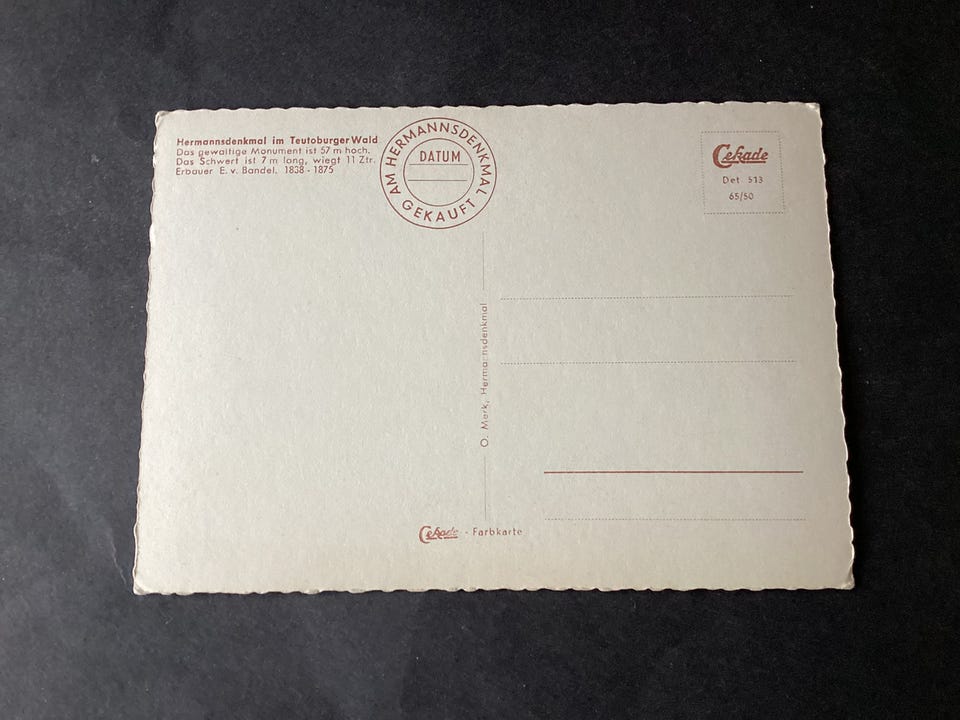 Hermannsdenkmal im Teutoburger Wald
Das gewaltige Monument ist 57 m hoch.
Das Schwert ist 7 m long, wiegt 11 Ztr.
Erbauer E. v. Bandel. 1838 - 1875
AM HERMANNSDENKMAL
DATUM
GEKAUFT
Cekade
Det 513
65/50
O. Merk, Hermannsdenkmal
Cekade - Farbkarte